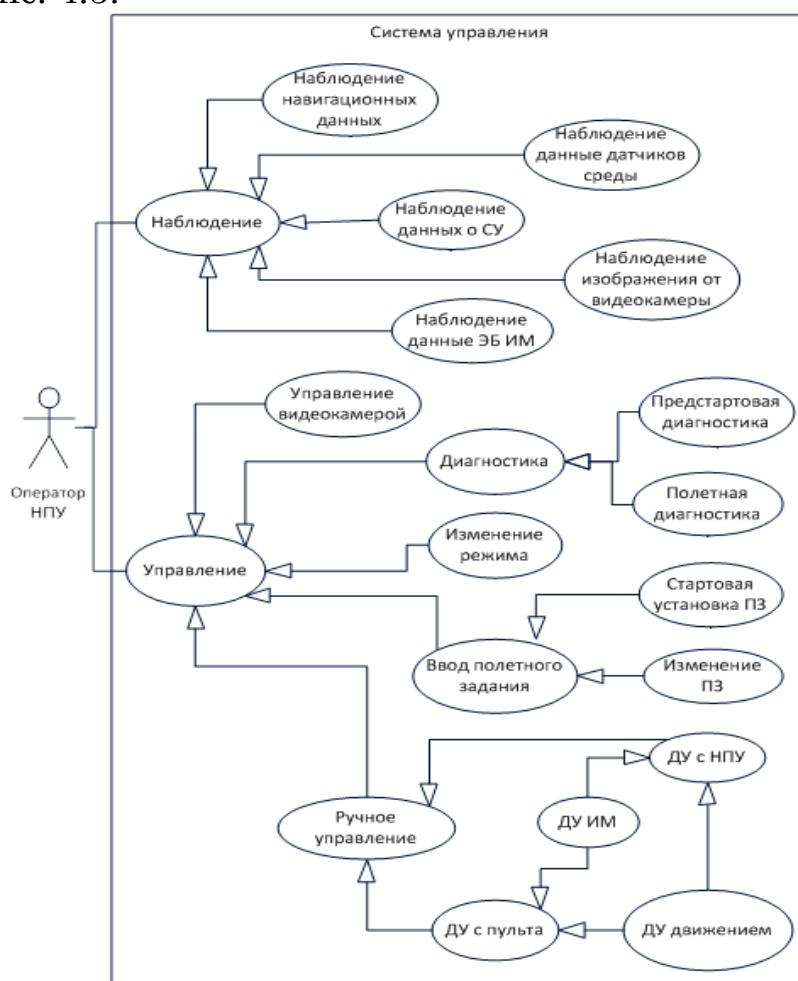 ис. 4.5.
Система управления
Наблюдение
навигационных
данных
Наблюдение
данные датчиков
среды
Наблюдение
Наблюдение
данных о СУ
Наблюдение
изображения от
видеокамеры
Наблюдение
данные ЭБ ИМ
Управление
видеокамерой
Предстартовая
диагностика
Диагностика
Полетная
диагностика
Оператор
НПУ
Изменение
режима
Управление
Стартовая
установка ПЗ
Ввод полетного
задания
Изменение
ПЗ
ДУ с НПУ
Ручное
управление
ДУ ИМ
ДУ с пульта
ДУ движением